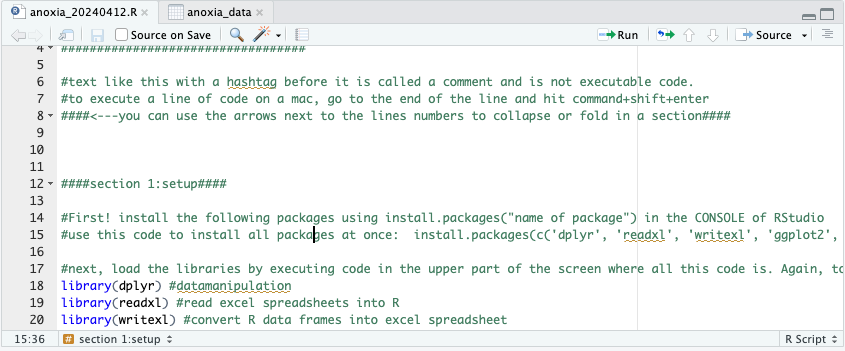 anoxia_20240412.R × anoxia_data ×
Source on Save Run Source
4 #################################
5
6 #text like this with a hashtag before it is called a comment and is not executable code.
7 #to execute a line of code on a mac, go to the end of the line and hit command+shift+enter
8 ####<---you can use the arrows next to the lines numbers to collapse or fold in a section####
9
10
11
12 ####section 1:setup####
13
14 #First! install the following packages using install.packages("name of package") in the CONSOLE of RStudio
15 #use this code to install all packages at once:  install.packages(c('dplyr', 'readxl', 'writexl', 'ggplot2',
16
17 #next, load the libraries by executing code in the upper part of the screen where all this code is. Again, to
18 library(dplyr) #datamanipulation
19 library(readxl) #read excel spreadsheets into R
20 library(writexl) #convert R data frames into excel spreadsheet
15:36 # section 1:setup R Script